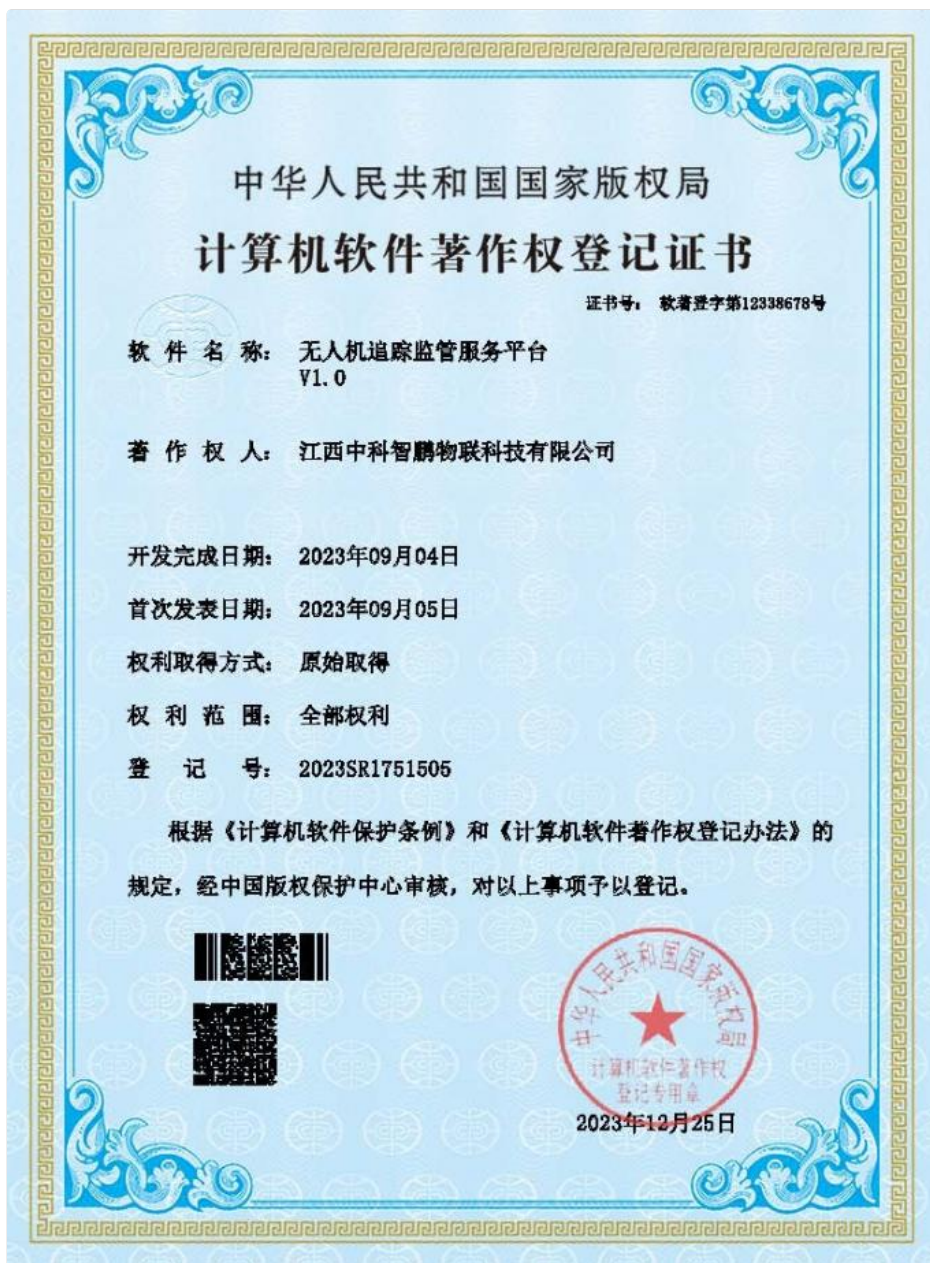 中华人民共和国国家版权局
计算机软件著作权登记证书
证书号： 软著登字第12338678号
软件名称： 无人机追踪监管服务平台
V1.0
著作权人： 江西中科智鹏物联科技有限公司
开发完成日期： 2023年09月04日
首次发表日期： 2023年09月05日
权利取得方式： 原始取得
权利范围： 全部权利
登记号： 2023SR1751505
根据《计算机软件保护条例》和《计算机软件著作权登记办法》的
规定，经中国版权保护中心审核，对以上事项予以登记。
中华人民共和国国家版权局
计算机软件著作权
登记专用章
2023年12月25日